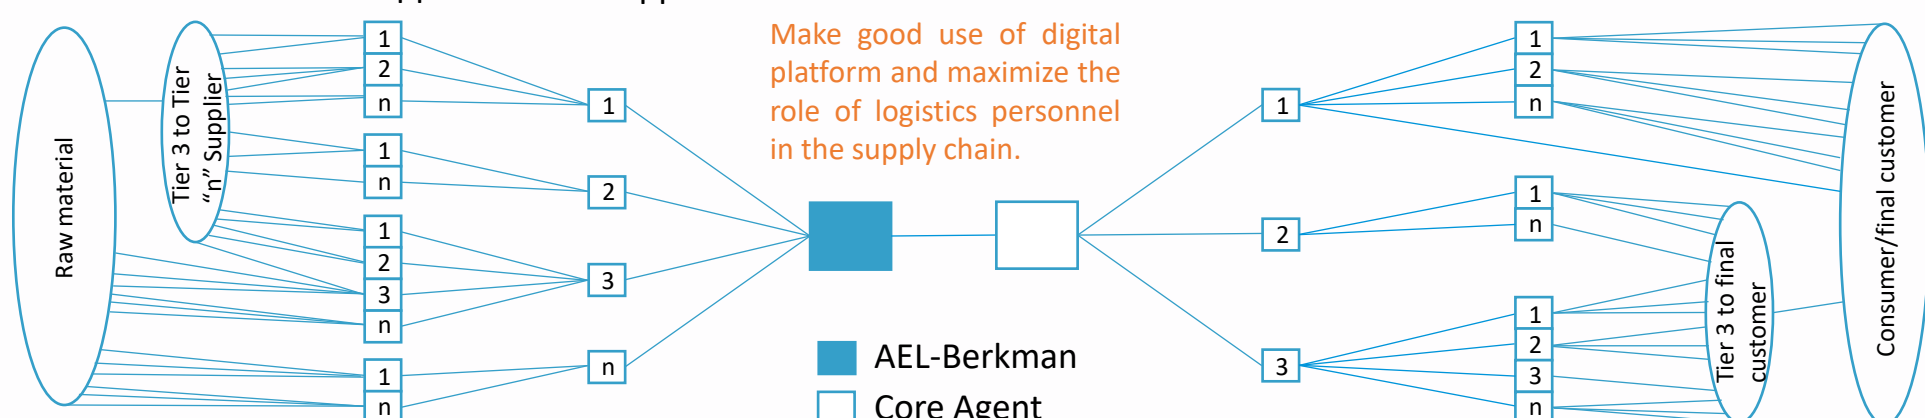 Make good use of digital
platform and maximize the
role of logistics personnel
in the supply chain.
Raw material
Tier 3 to Tier
“n” Supplier
1
2
n
1
n
1
2
3
n
1
n
1
2
3
n
AEL-Berkman
Core Agent
1
2
3
1
2
n
1
n
1
2
3
n
Tier 3 to final
customer
Consumer/final customer